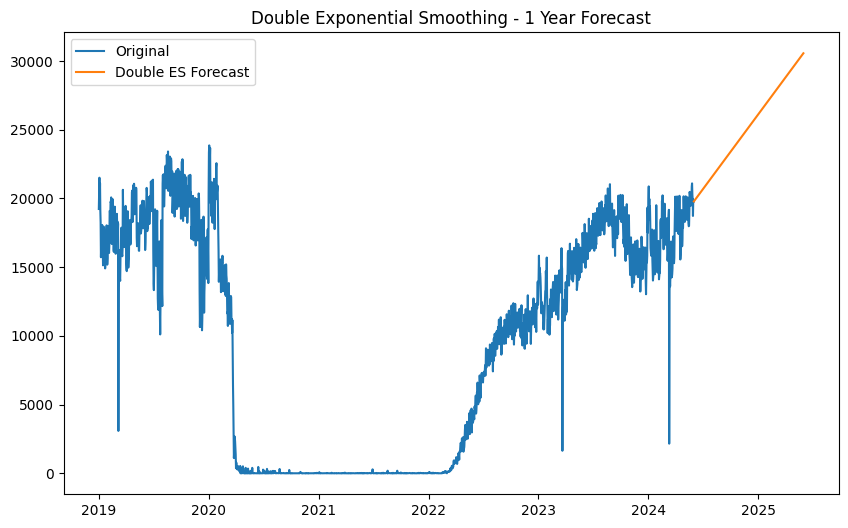 Double Exponential Smoothing - 1 Year Forecast
Original
Double ES Forecast
30000
25000
20000
15000
10000
5000
0
2019 2020 2021 2022 2023 2024 2025